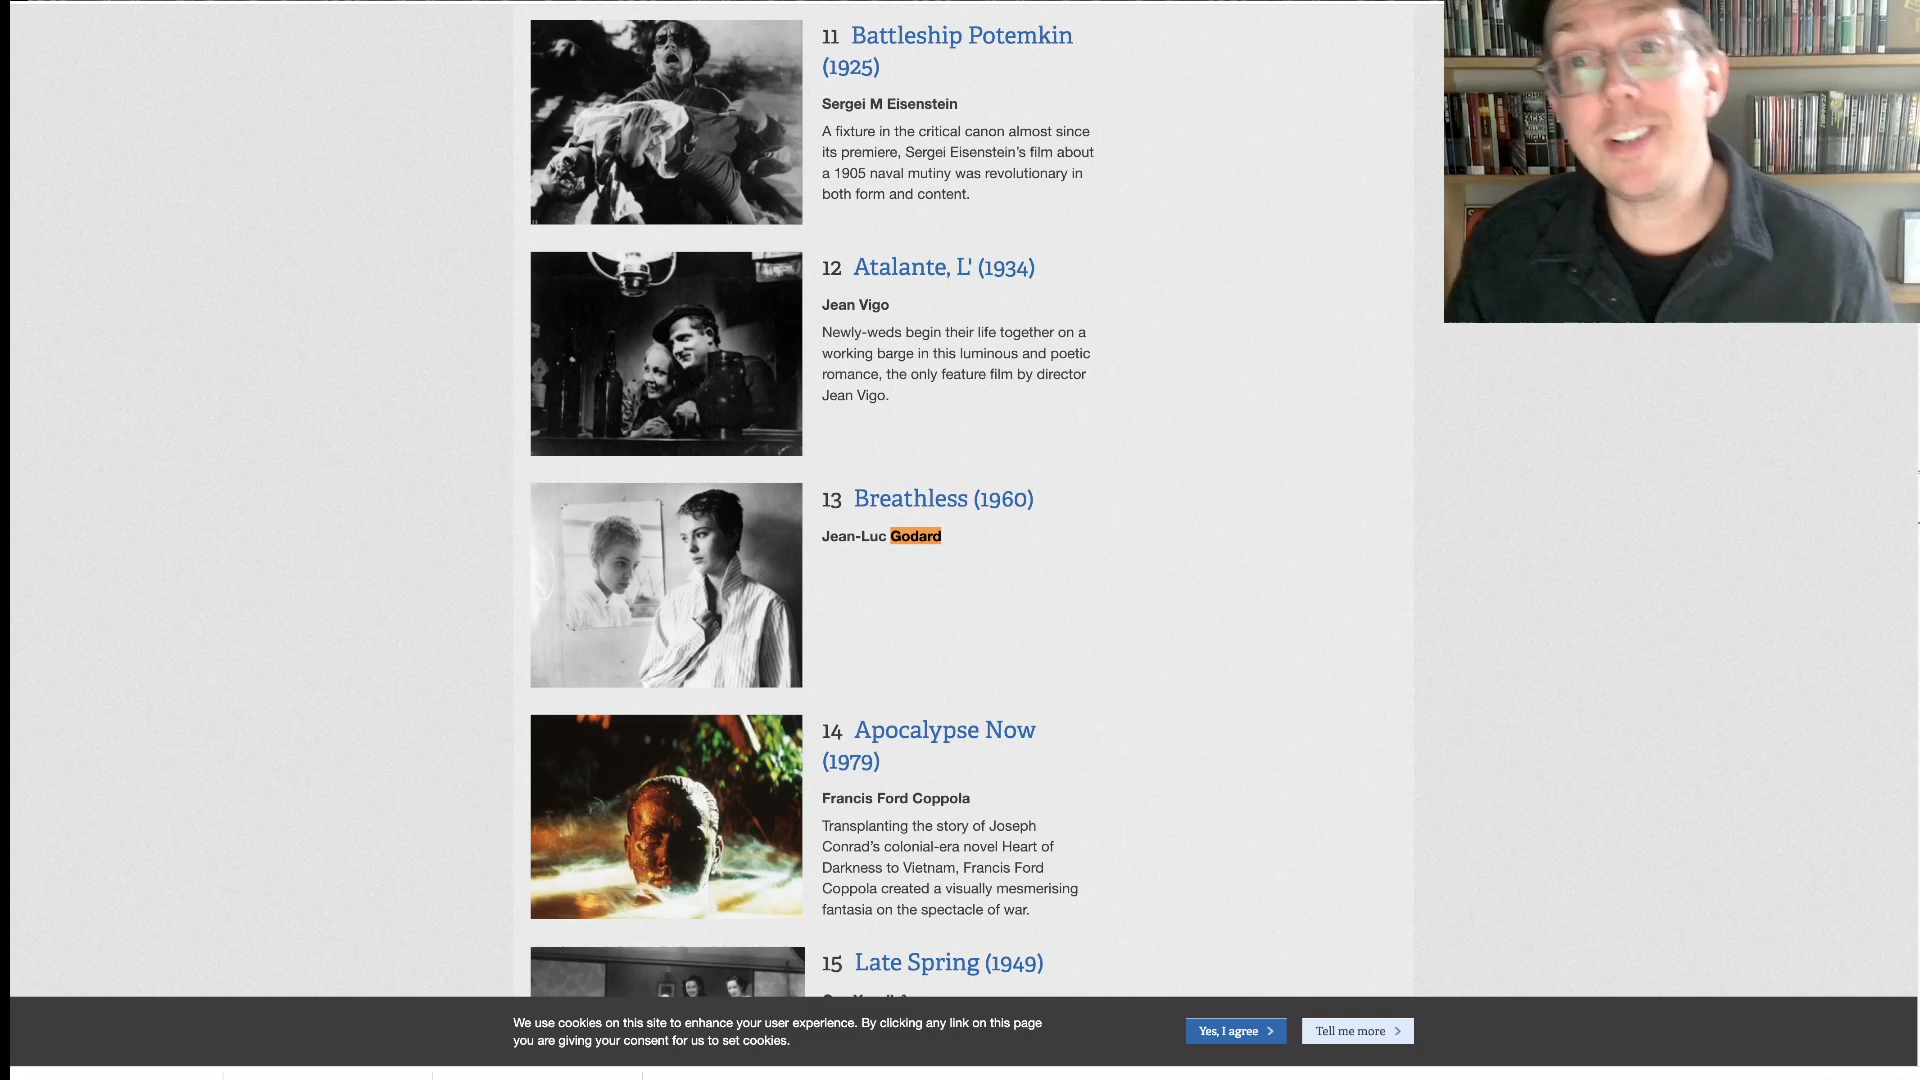 11 Battleship Potemkin
(1925)
Sergei M Eisenstein
A fixture in the critical canon almost since
its premiere, Sergei Eisenstein's film about
a 1905 naval mutiny was revolutionary in
both form and content.
12 Atalante, L' (1934)
Jean Vigo
Newly-weds begin their life together on a
working barge in this luminous and poetic
romance, the only feature film by director
Jean Vigo.
13 Breathless (1960)
Jean-Luc Godard
14 Apocalypse Now
(1979)
Francis Ford Coppola
Transplanting the story of Joseph
Conrad's colonial-era novel Heart of
Darkness to Vietnam, Francis Ford
Coppola created a visually mesmerising
fantasia on the spectacle of war.
15 Late Spring (1949)
We use cookies on this site to enhance your user experience. By clicking any link on this page
you are giving your consent for us to set cookies.
Yes, I agree >
Tell me more >